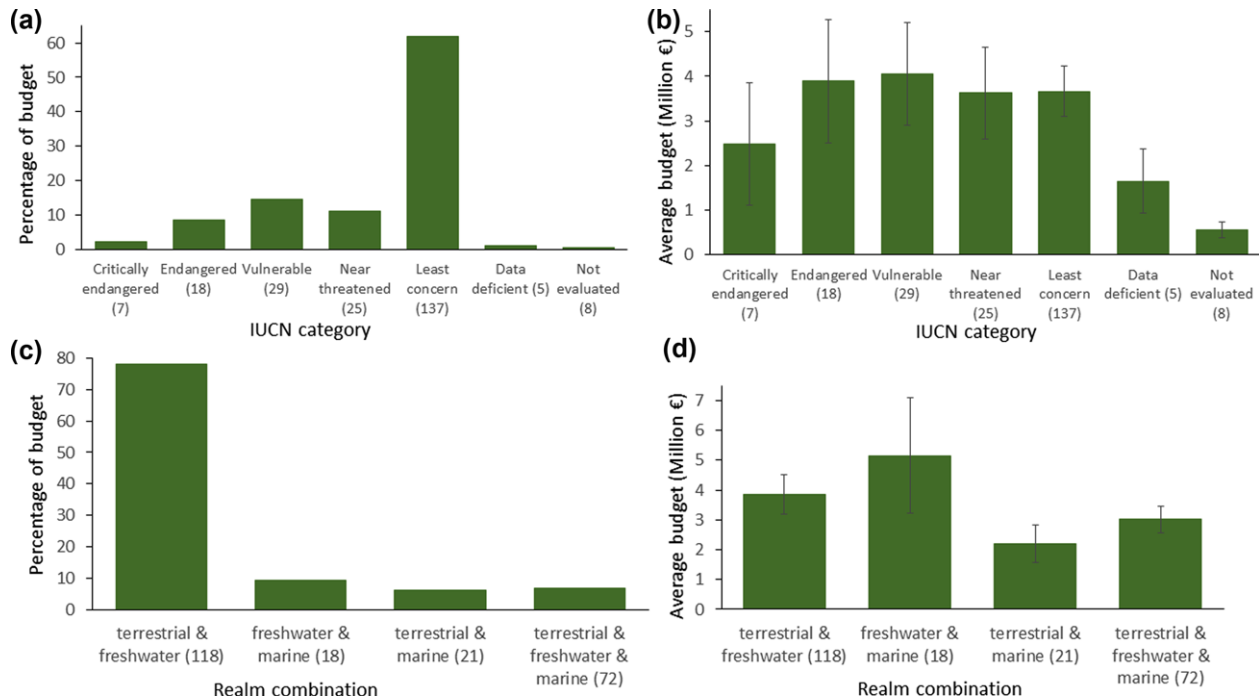 (a)
Percentage of budget
60
50
40
30
20
10
0
Critically endangered (7)
Endangered (18)
Vulnerable (29)
Near threatened (25)
Least concern (137)
Data deficient (5)
Not evaluated (8)
IUCN category
(b)
Average budget (Million €)
5
4
3
2
1
0
Critically endangered (7)
Endangered (18)
Vulnerable (29)
Near threatened (25)
Least concern (137)
Data deficient (5)
Not evaluated (8)
IUCN category
(c)
Percentage of budget
80
70
60
50
40
30
20
10
0
terrestrial & freshwater (118)
freshwater & marine (18)
terrestrial & marine (21)
terrestrial & freshwater & marine (72)
Realm combination
(d)
Average budget (Million €)
7
6
5
4
3
2
1
0
terrestrial & freshwater (118)
freshwater & marine (18)
terrestrial & marine (21)
terrestrial & freshwater & marine (72)
Realm combination